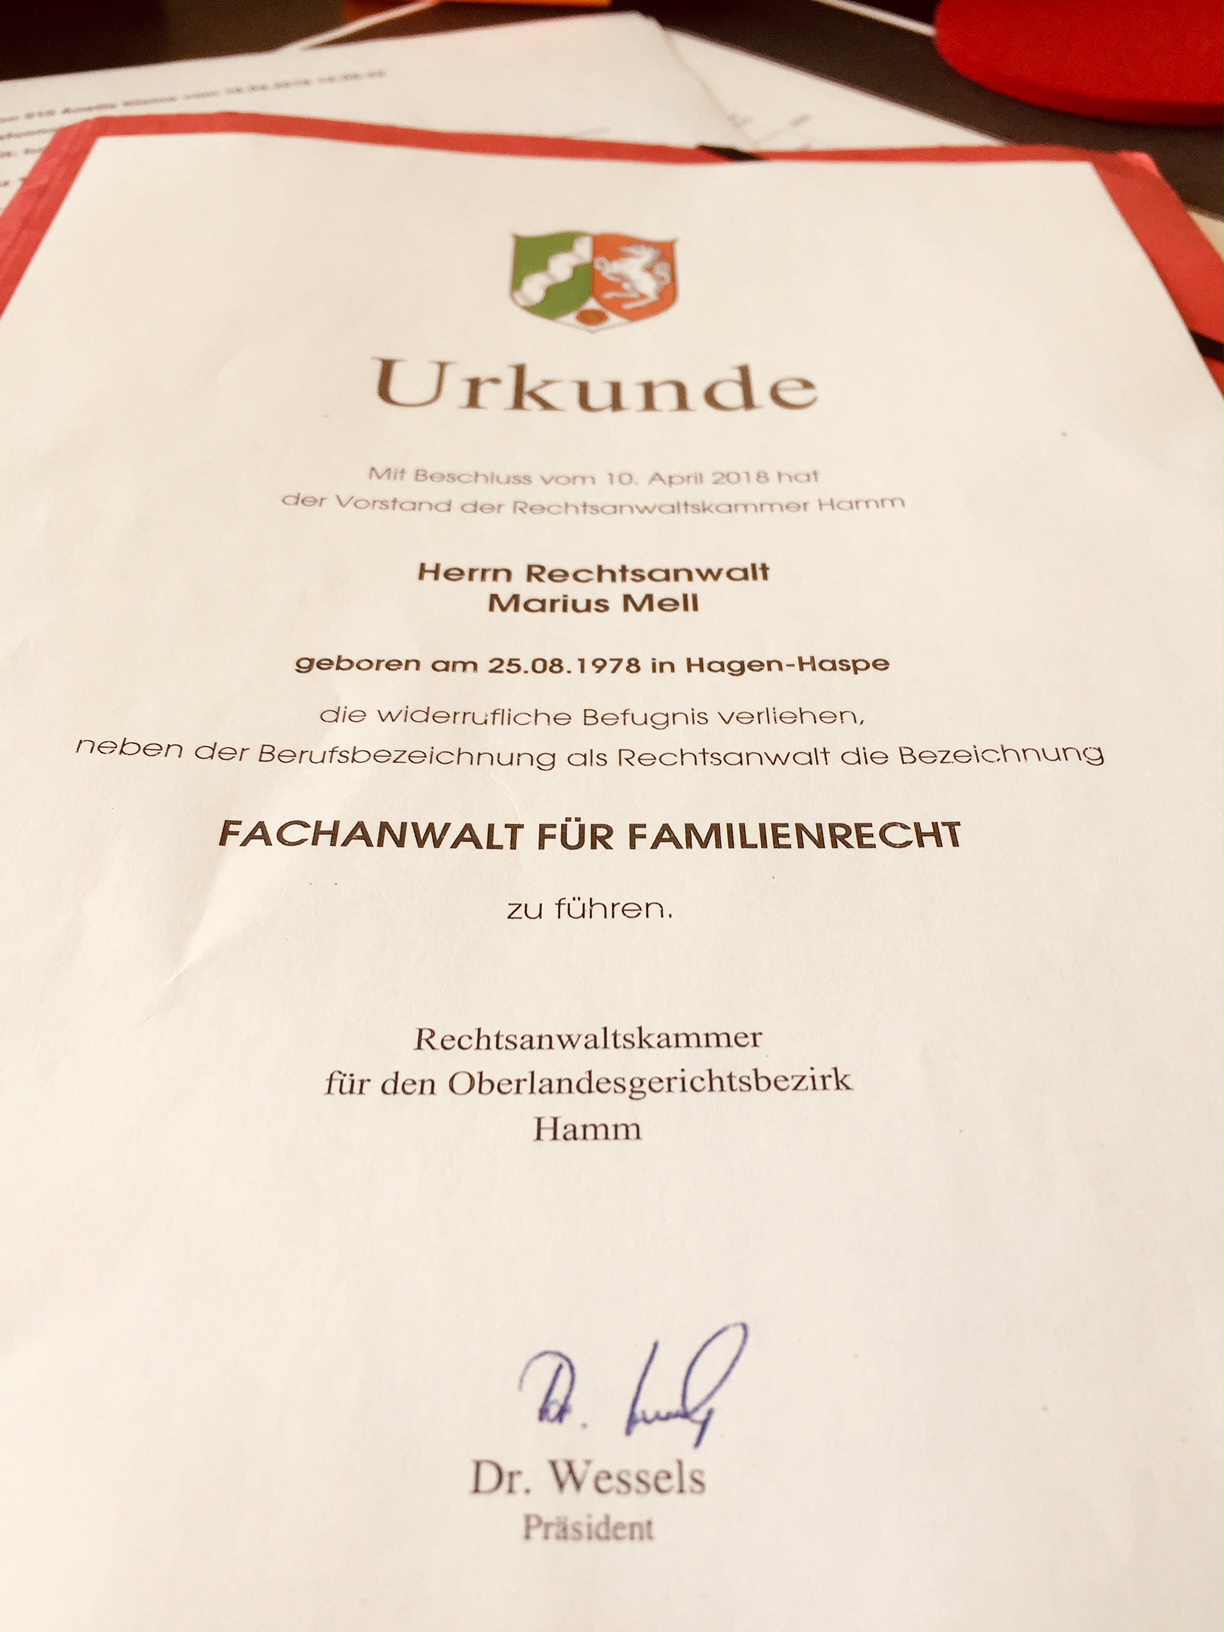 Urkunde
Mit Beschluss vom 10. April 2018 hat
der Vorstand der Rechtsanwaltskammer Hamm
Herrn Rechtsanwalt
Marius Mell
geboren am 25.08.1978 in Hagen-Haspe
die widerrufliche Befugnis verliehen,
neben der Berufsbezeichnung als Rechtsanwalt die Bezeichnung
FACHANWALT FÜR FAMILIENRECHT
zu führen.
Rechtsanwaltskammer
für den Oberlandesgerichtsbezirk
Hamm
Dr.
Dr. Wessels
Präsident